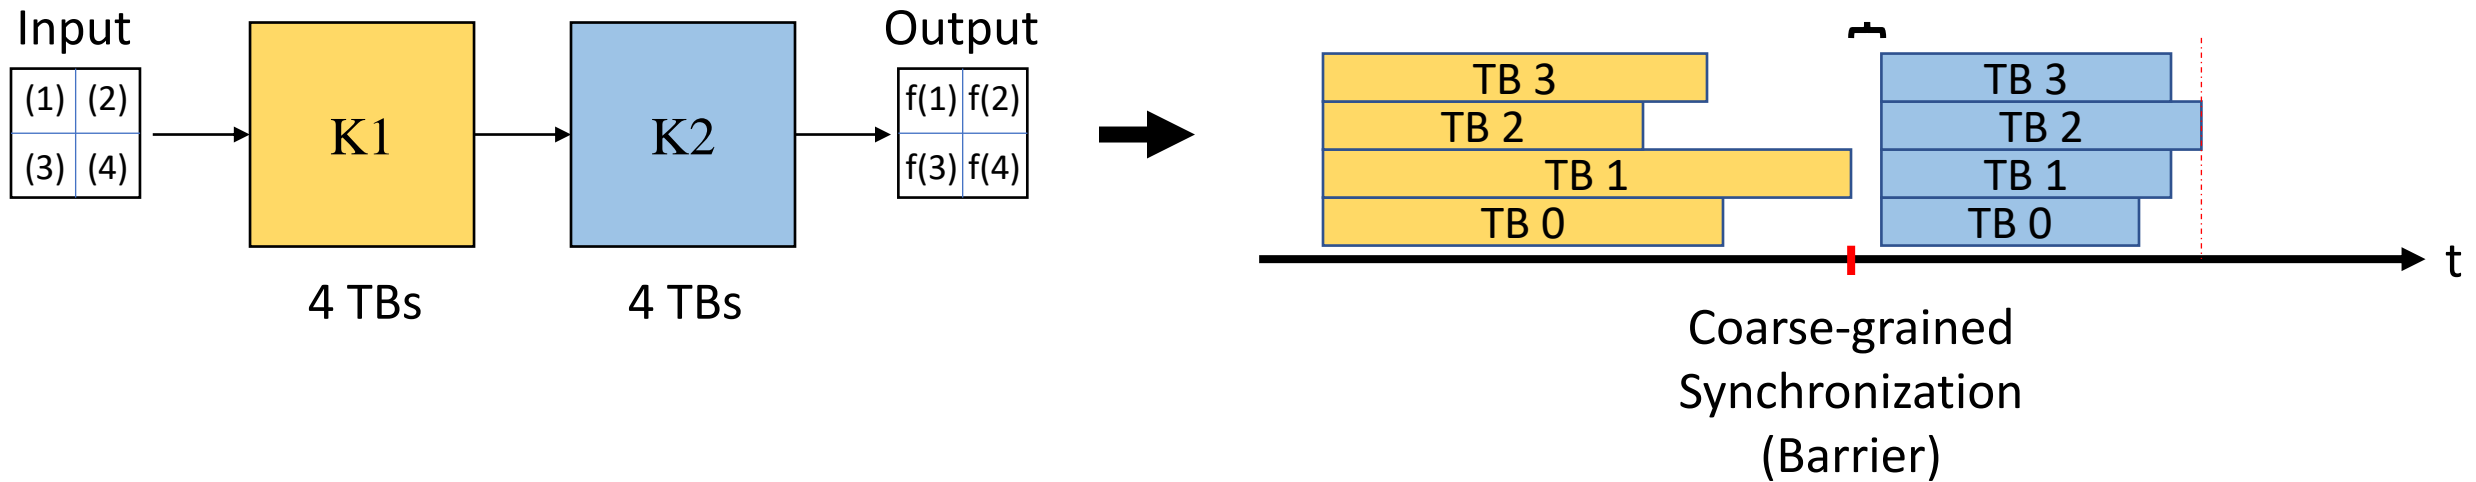 Input
(1) (2)
(3) (4)
K1
4 TBs
K2
4 TBs
Output
f(1) f(2)
f(3) f(4)
TB 3
TB 2
TB 1
TB 0
TB 3
TB 2
TB 1
TB 0
t
Coarse-grained
Synchronization
(Barrier)